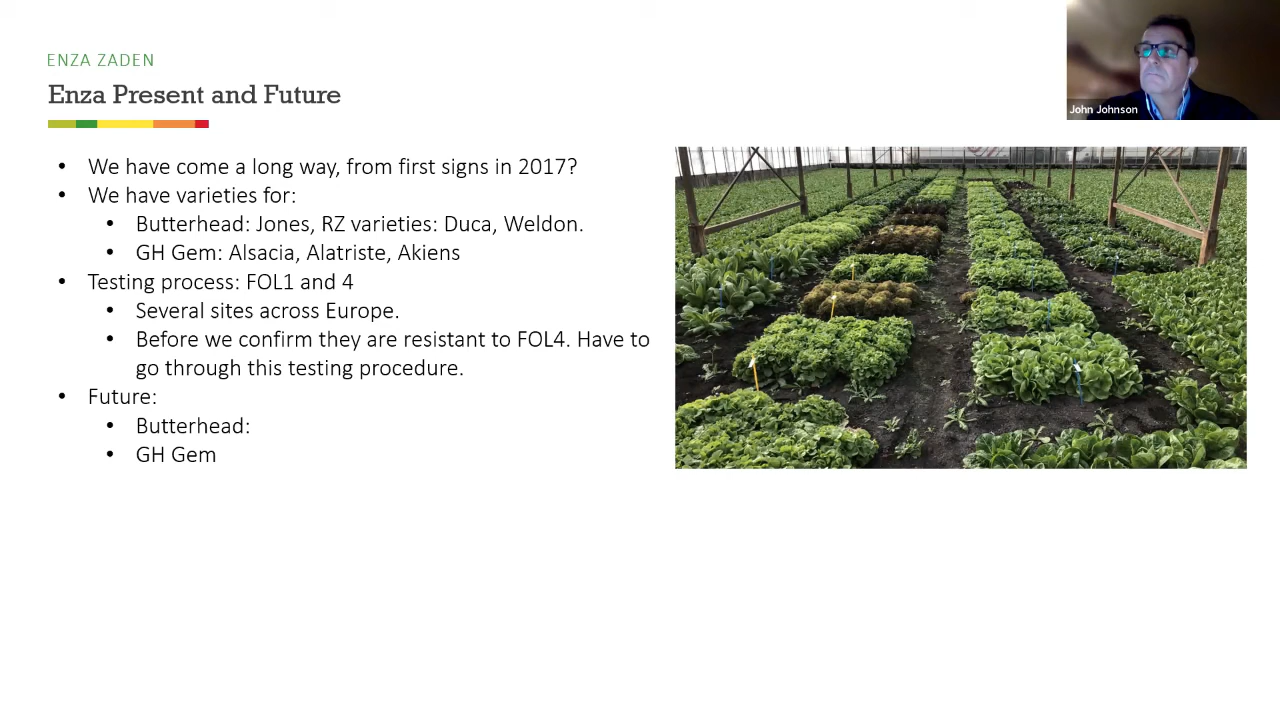 ENZA ZADEN
Enza Present and Future
John Johnson
• We have come a long way, from first signs in 2017?
• We have varieties for:
• Butterhead: Jones, RZ varieties: Duca, Weldon.
• GH Gem: Alsacia, Alatriste, Akiens
• Testing process: FOL1 and 4
• Several sites across Europe.
• Before we confirm they are resistant to FOL4. Have to
go through this testing procedure.
• Future:
• Butterhead:
• GH Gem